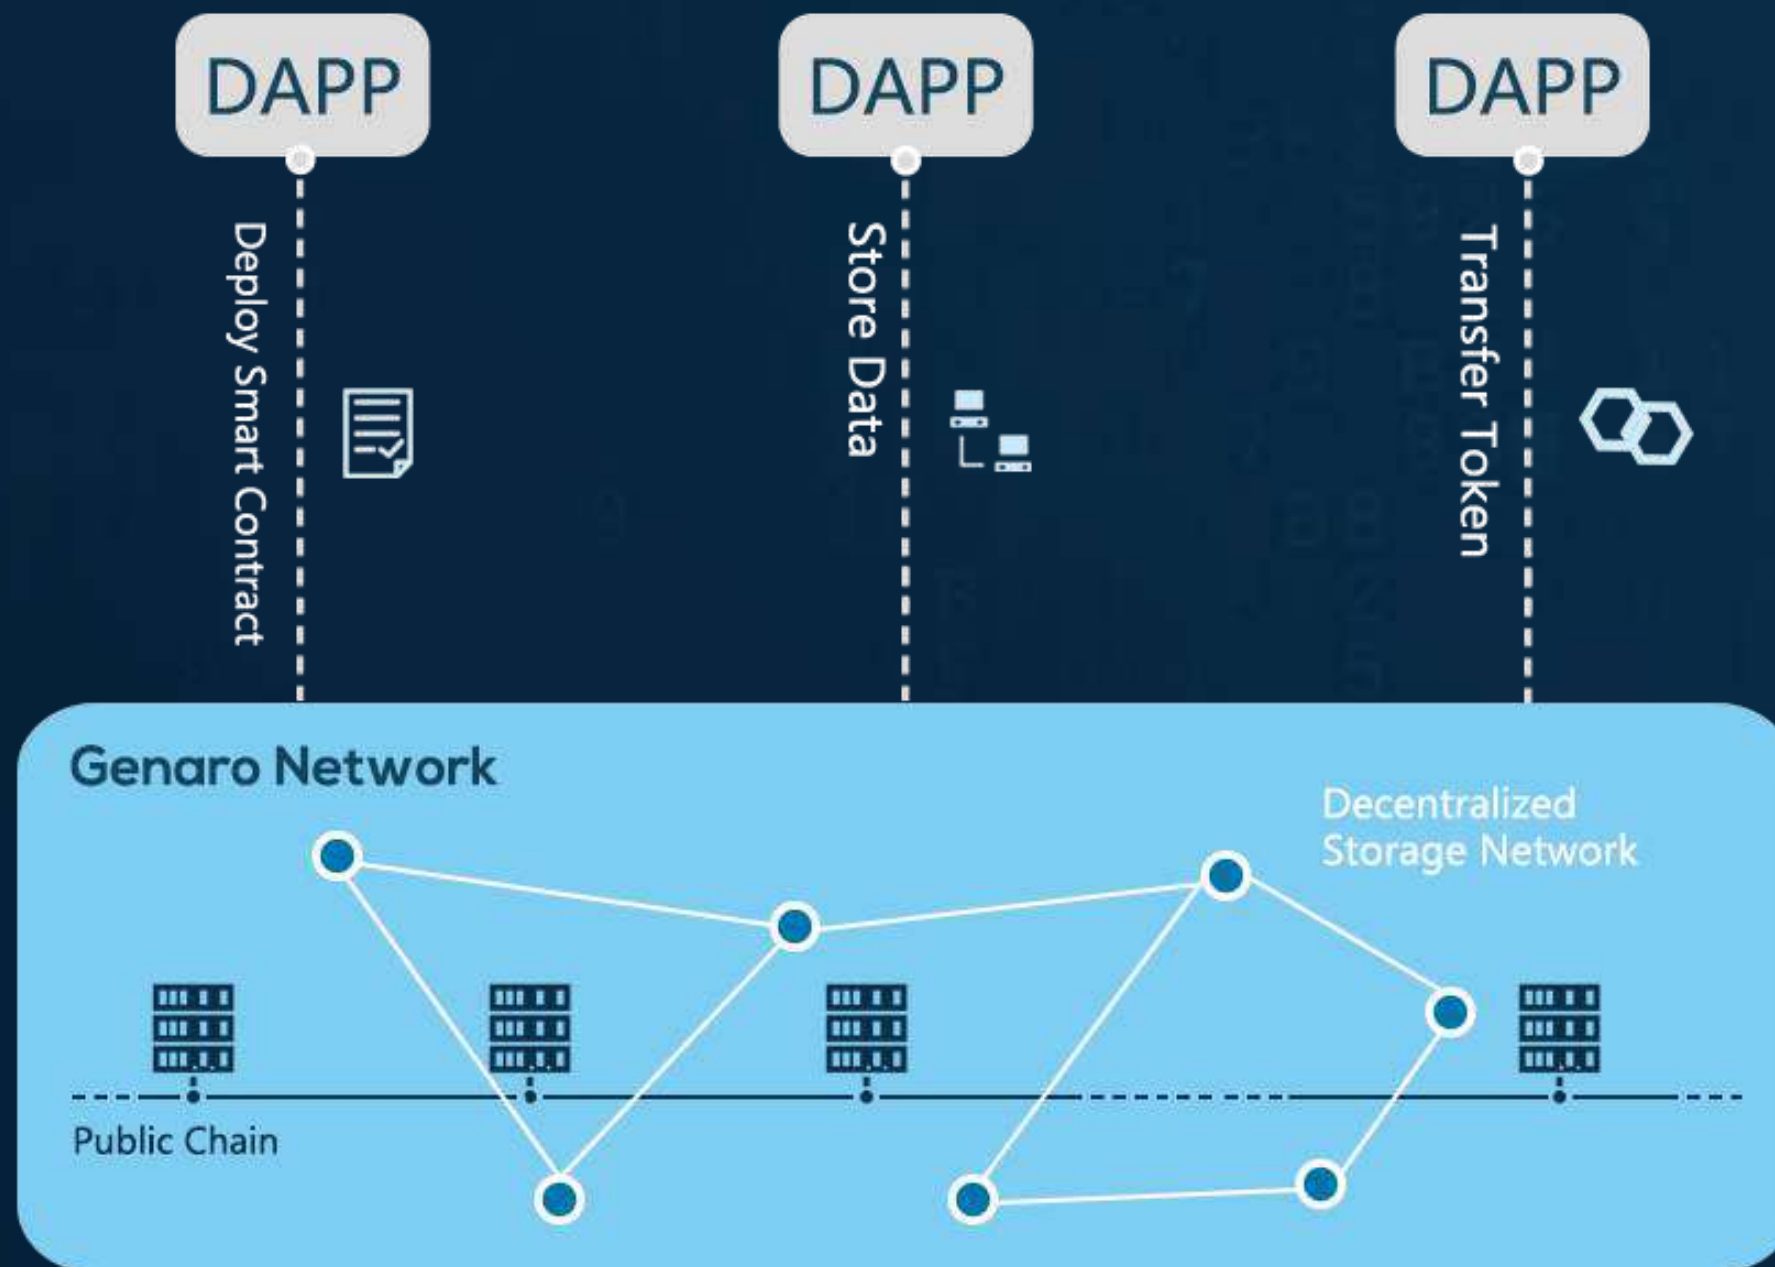 DAPP
DAPP
DAPP
Deploy Smart Contract
Store Data
Transfer Token
Genaro Network
Decentralized
Storage Network
Public Chain